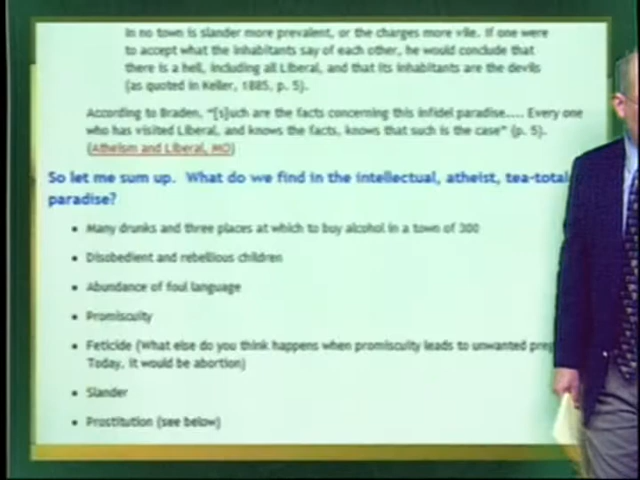 In no town is slander more prevalent, or the charges more vile. If one were
to accept what the inhabitants say of each other, he would conclude that
there is a hell, including all Liberal, and that its inhabitants are the devils
(as quoted in Keller, 1885, p. 5).
According to Braden, "[s]uch are the facts concerning this infidel paradise.... Every one
who has visited Liberal, and knows the facts, knows that such is the case" (p. 5).
(Atheism and Liberal, MO)
So let me sum up. What do we find in the intellectual, atheist, tea-total
paradise?
• Many drunks and three places at which to buy alcohol in a town of 300
• Disobedient and rebellious children
• Abundance of foul language
• Promiscuity
• Feticide (What else do you think happens when promiscuity leads to unwanted preg
Today, it would be abortion)
• Slander
• Prostitution (see below)